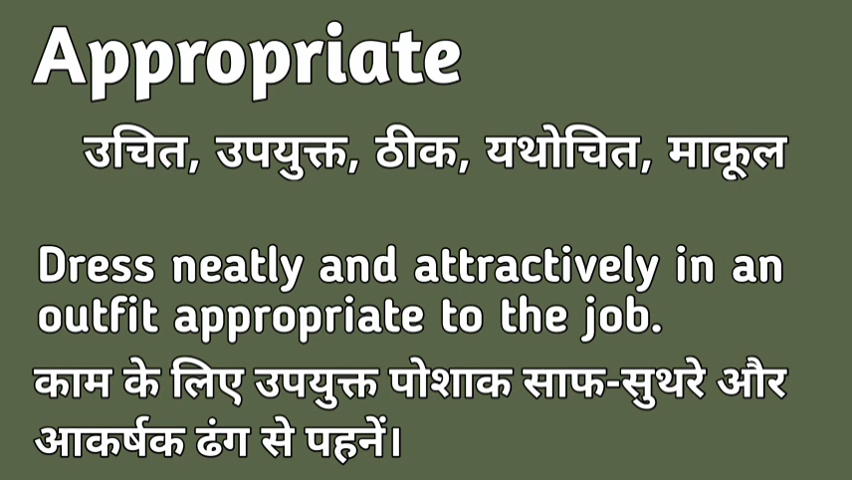 Appropriate
उचित, उपयुक्त, ठीक, यथोचित, माकूल
Dress neatly and attractively in an
outfit appropriate to the job.
काम के लिए उपयुक्त पोशाक साफ-सुथरे और
आकर्षक ढंग से पहनें।